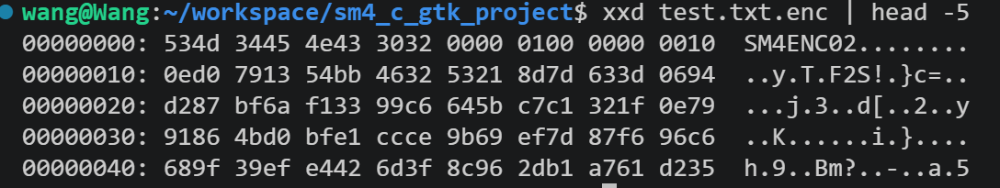 wang@Wang:~/workspace/sm4_c_gtk_project$ xxd test.txt.enc | head -5
00000000: 534d 3445 4e43 3032 0000 0100 0000 0010  SM4ENC02........
00000010: 0ed0 7913 54bb 4632 5321 8d7d 633d 0694  ..y.T.F2S!.}c=..
00000020: d287 bf6a f133 99c6 645b c7c1 321f 0e79  ...j.3..d[..2..y
00000030: 9186 4bd0 bfe1 ccce 9b69 ef7d 87f6 96c6  ..K......i.}....
00000040: 689f 39ef e442 6d3f 8c96 2db1 a761 d235  h.9..Bm?..-..a.5